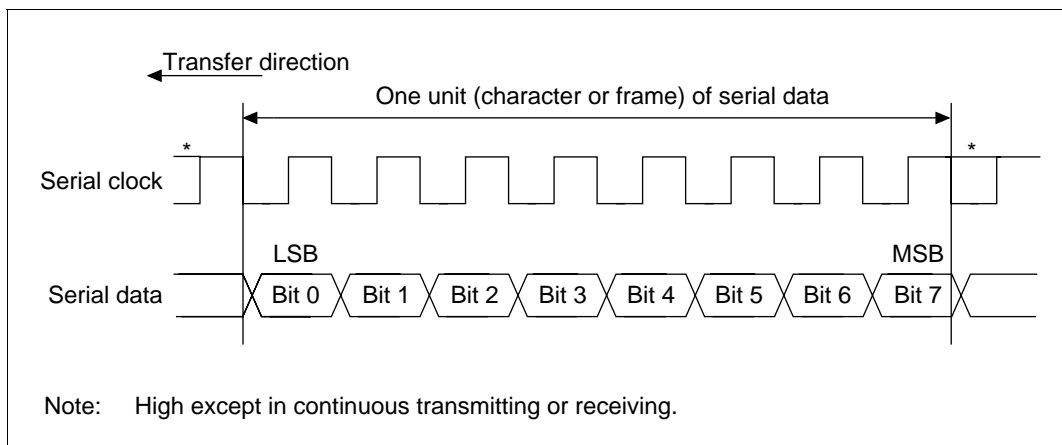 Transfer direction
One unit (character or frame) of serial data
* *
Serial clock
LSB MSB
Serial data Bit 0 Bit 1 Bit 2 Bit 3 Bit 4 Bit 5 Bit 6 Bit 7
Note: High except in continuous transmitting or receiving.